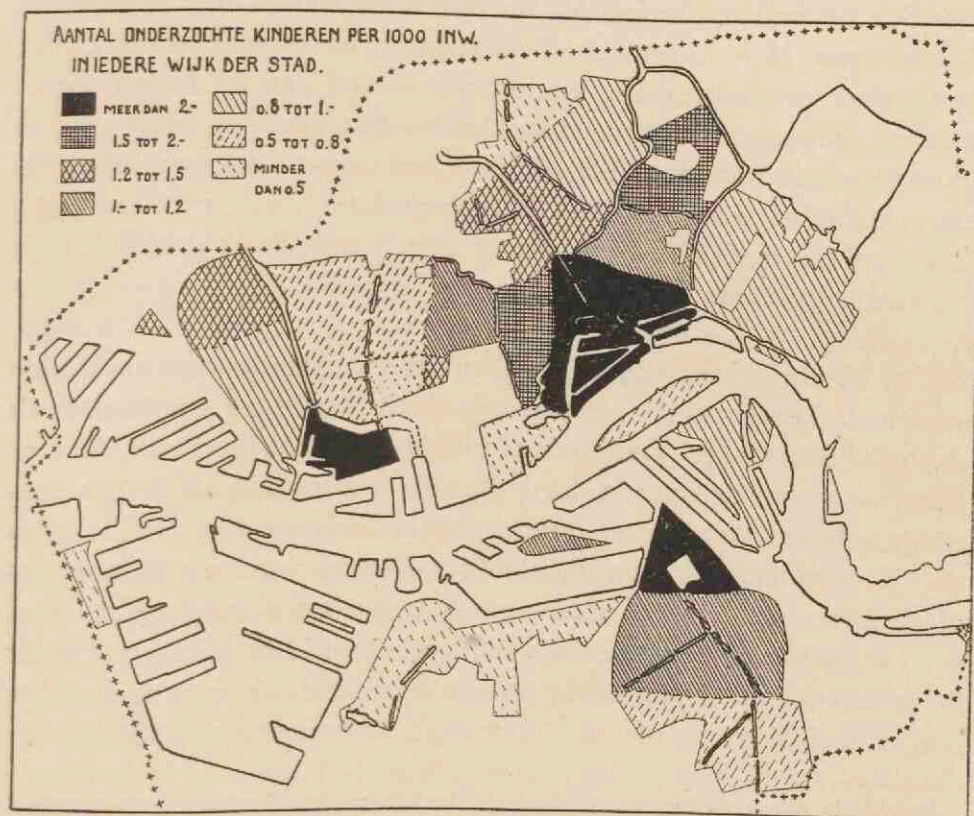 AANTAL ONDERZOCHTE KINDEREN PER 1000 INW.
IN IEDERE WIJK DER STAD.
MEER DAN 2.-
1.5 TOT 2.-
1.2 TOT 1.5
1.- TOT 1.2
0.8 TOT 1.-
0.5 TOT 0.8
MINDER
DAN 0.5